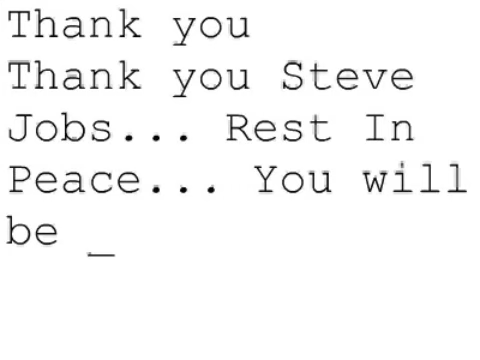 Thank you
Thank you Steve
Jobs... Rest In
Peace... You will
be _